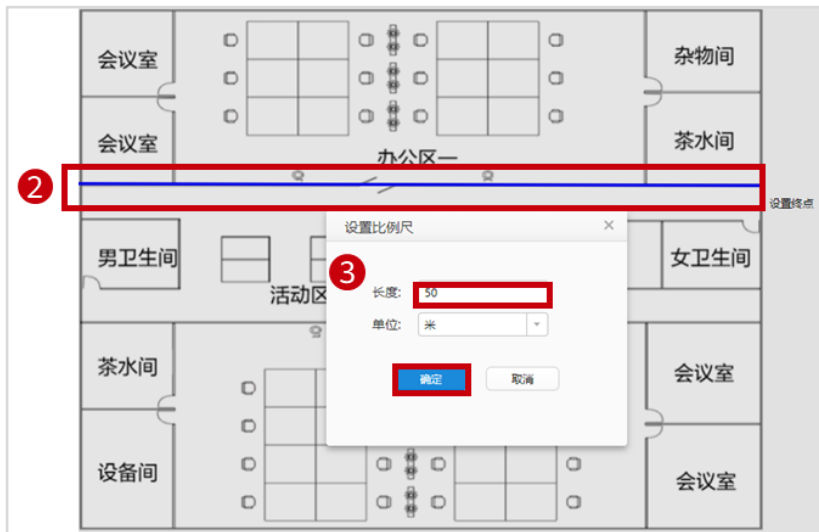 会议室
杂物间
会议室
茶水间
办公区一
2
设置终点
设置比例尺
男卫生间
女卫生间
3
长度: 50
活动区
单位: 米
茶水间
会议室
确定
取消
设备间
会议室